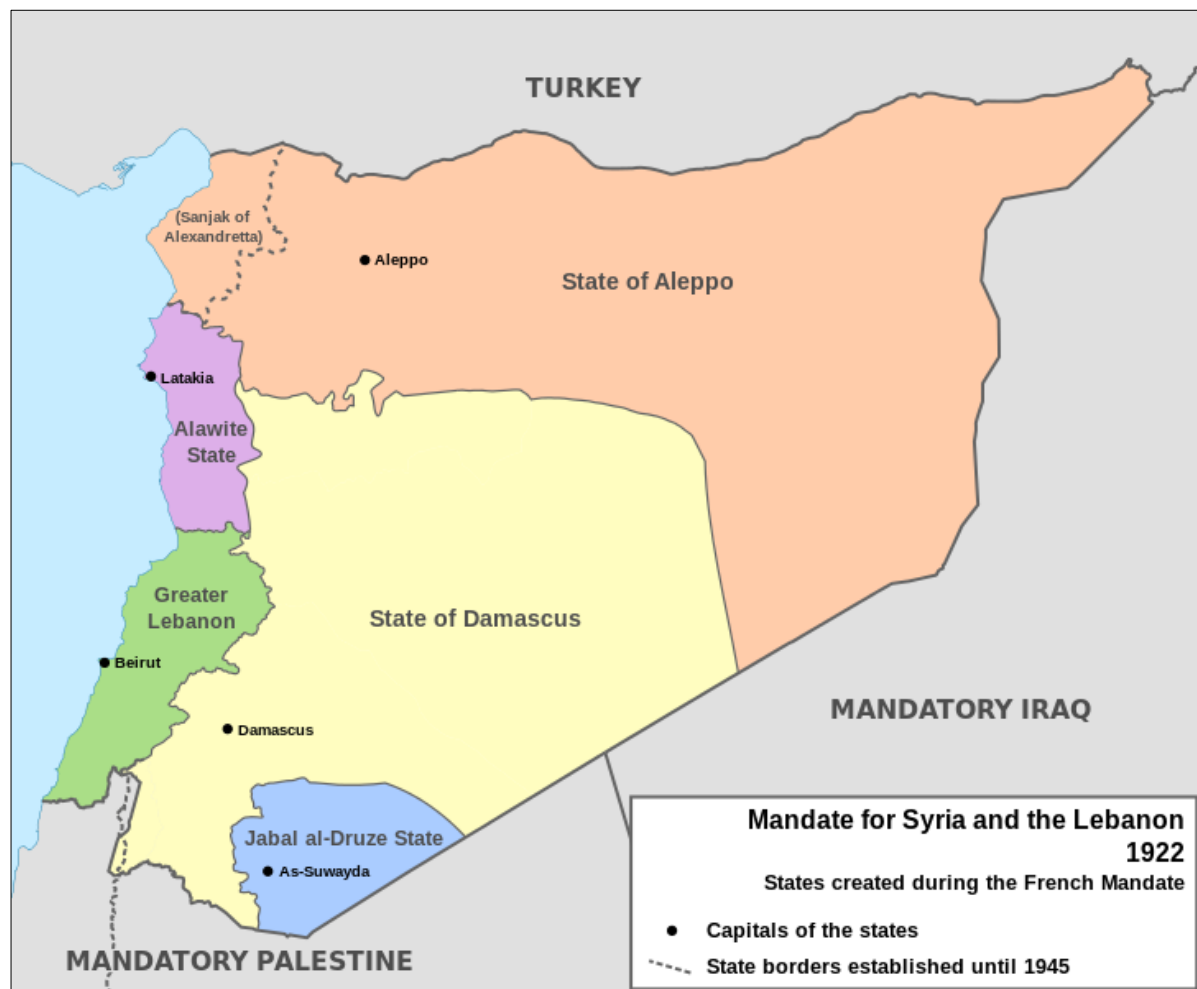 TURKEY
(Sanjak of
Alexandretta)
Aleppo
State of Aleppo
Latakia
Alawite
State
Greater
Lebanon
State of Damascus
Beirut
MANDATORY IRAQ
Damascus
Jabal al-Druze State
As-Suwayda
MANDATORY PALESTINE
Mandate for Syria and the Lebanon
1922
States created during the French Mandate
Capitals of the states
State borders established until 1945